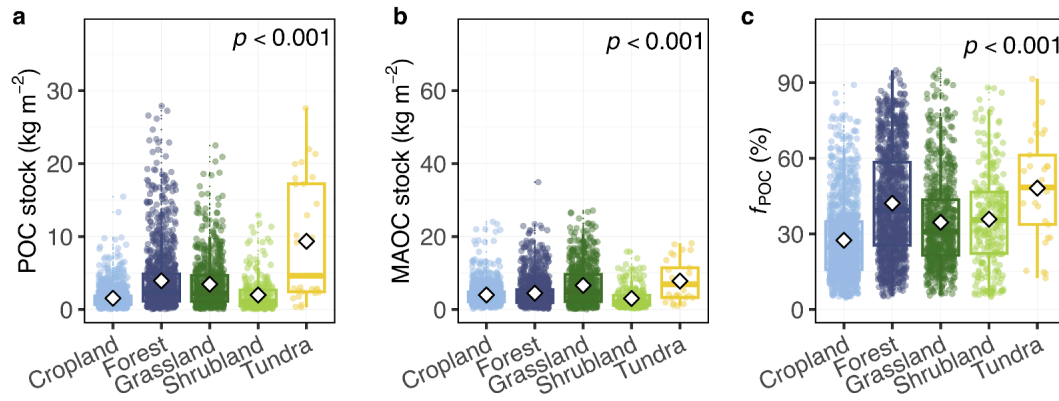 a
p < 0.001
POC stock (kg m⁻²)
30
20
10
0
Cropland
Forest
Grassland
Shrubland
Tundra
b
p < 0.001
MAOC stock (kg m⁻²)
60
40
20
0
Cropland
Forest
Grassland
Shrubland
Tundra
c
p < 0.001
fPOC (%)
90
60
30
0
Cropland
Forest
Grassland
Shrubland
Tundra